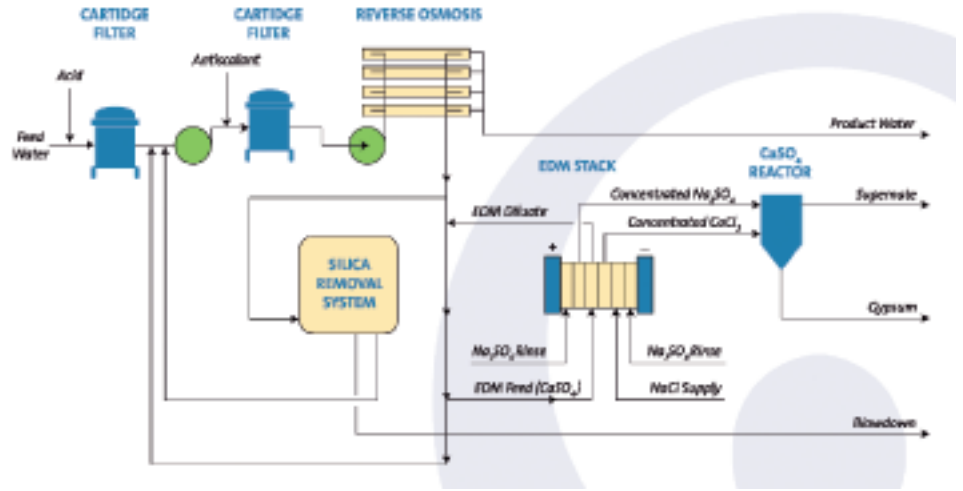 CARTIDGE
FILTER
CARTIDGE
FILTER
REVERSE OSMOSIS
Acid
Antiscalant
Feed
Water
Product Water
EDM STACK
CaSO₄
REACTOR
Concentrated Na₂SO₄
Supernate
EDM Diluate
Concentrated CaCl₂
+
−
SILICA
REMOVAL
SYSTEM
Gypsum
Na₂SO₄ Rinse
Na₂SO₄ Rinse
EDM Feed (CaSO₄)
NaCl Supply
Blowdown